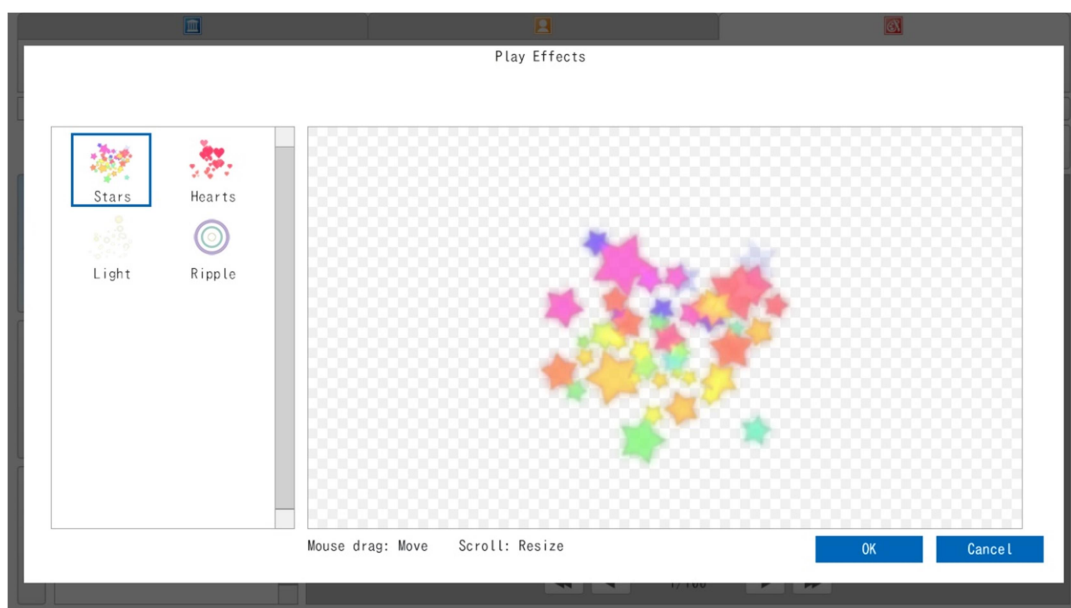 Play Effects
Stars
Hearts
Light
Ripple
Mouse drag: Move
Scroll: Resize
OK
Cancel